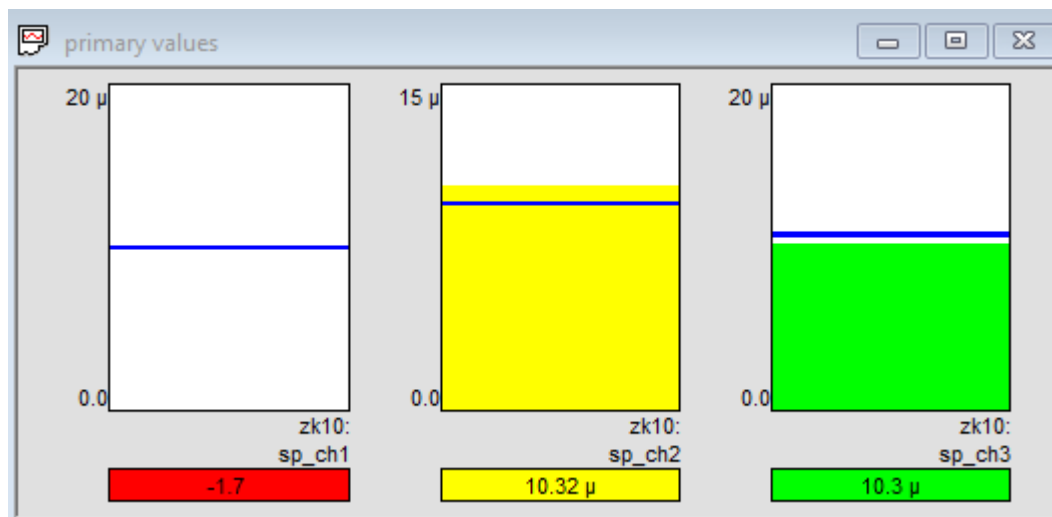 primary values
20 µ
15 µ
20 µ
0.0
0.0
0.0
zk10:
sp_ch1
zk10:
sp_ch2
zk10:
sp_ch3
-1.7
10.32 µ
10.3 µ